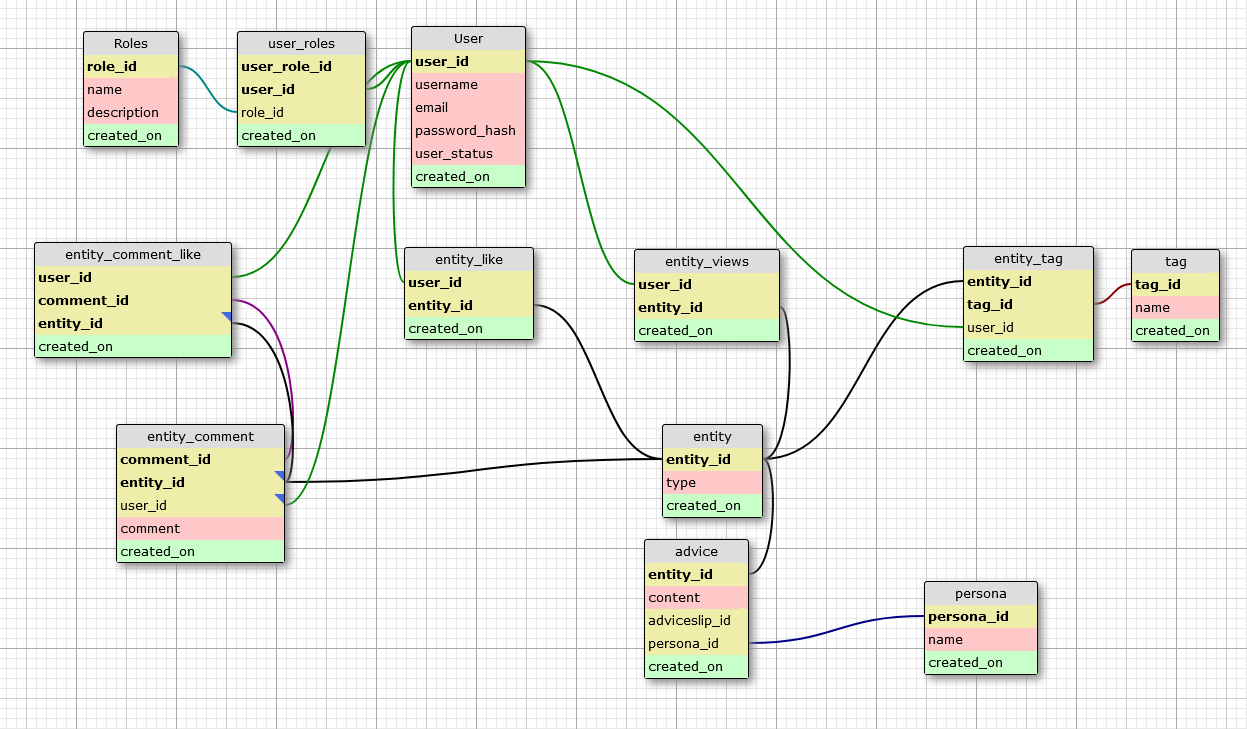 Roles
role_id
name
description
created_on
user_roles
user_role_id
user_id
role_id
created_on
User
user_id
username
email
password_hash
user_status
created_on
entity_comment_like
user_id
comment_id
entity_id
created_on
entity_like
user_id
entity_id
created_on
entity_views
user_id
entity_id
created_on
entity_tag
entity_id
tag_id
user_id
created_on
tag
tag_id
name
created_on
entity_comment
comment_id
entity_id
user_id
comment
created_on
entity
entity_id
type
created_on
advice
entity_id
content
adviceslip_id
persona_id
created_on
persona
persona_id
name
created_on